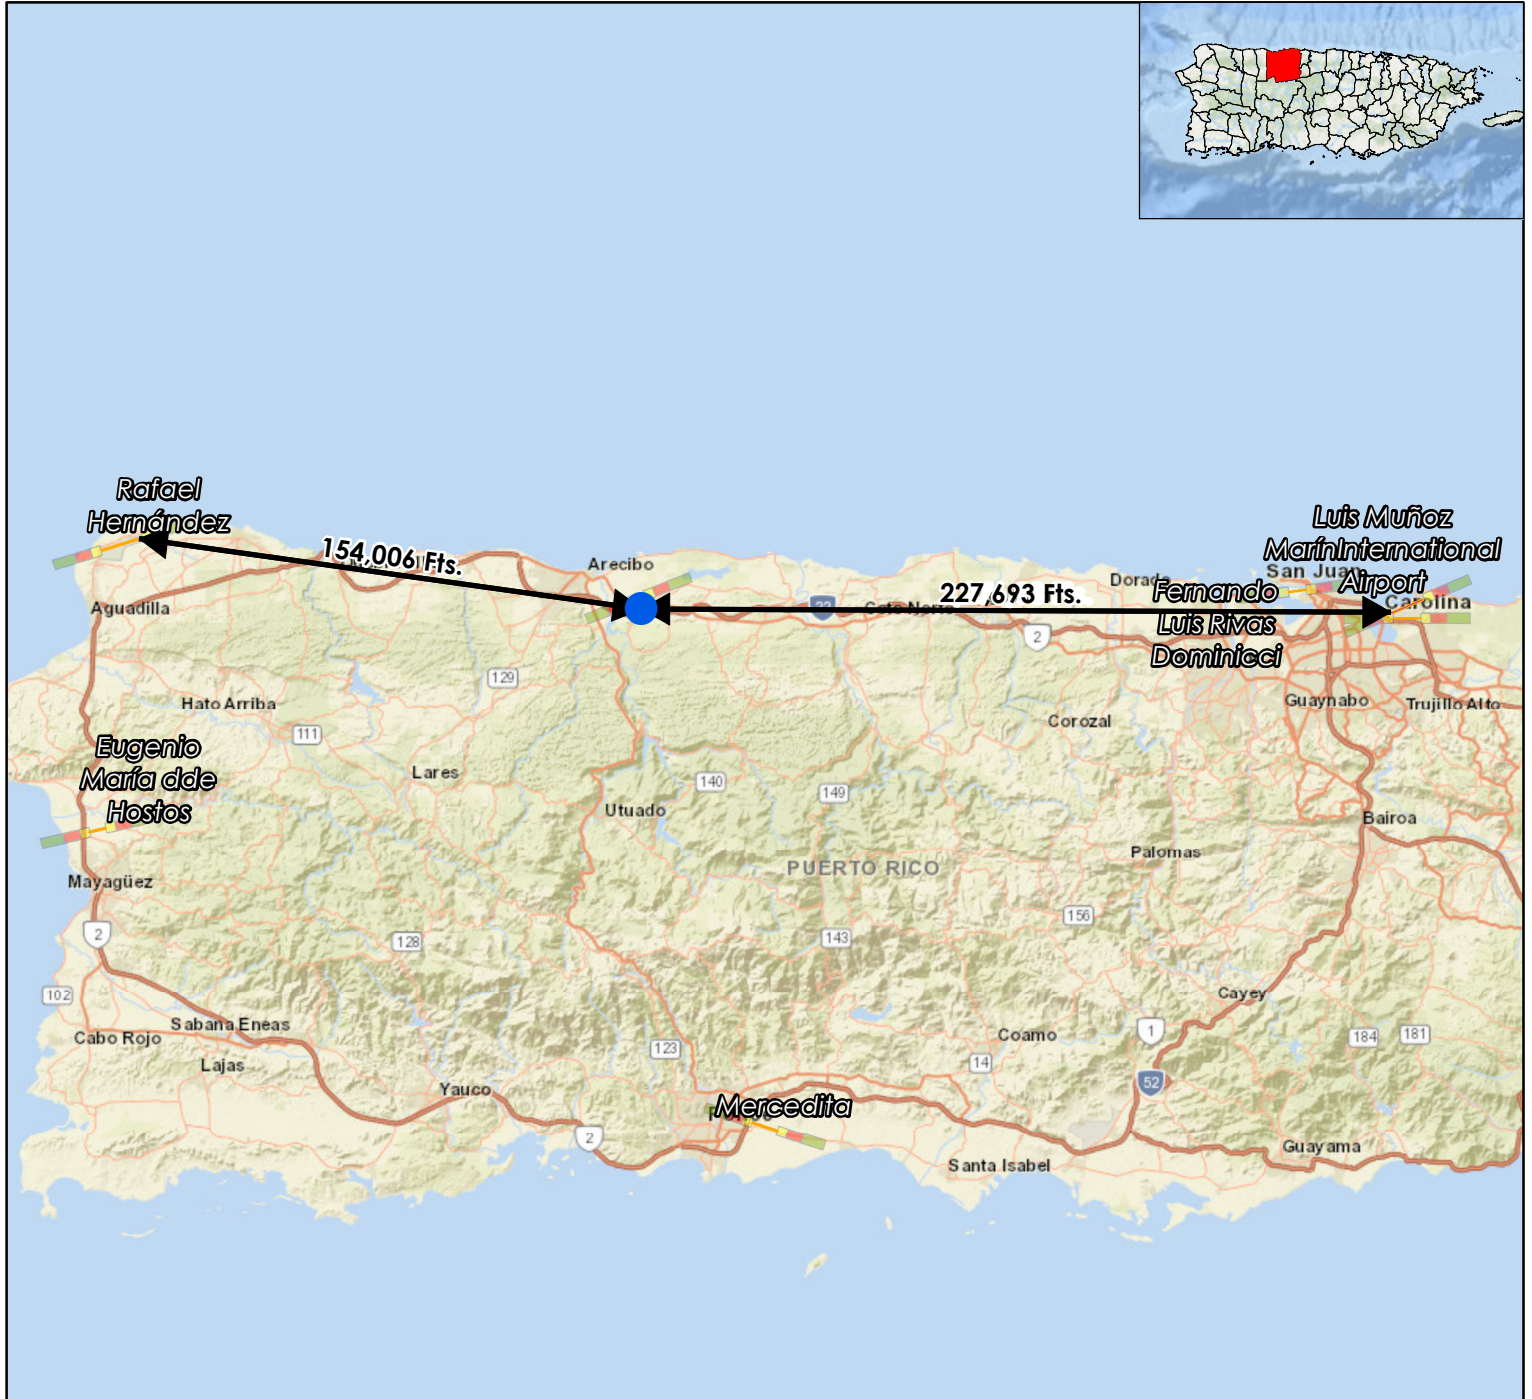 Rafael
Hernández
154,006 Fts.
Arecibo
227,693 Fts.
Dorado
Luis Muñoz
MarínInternational
Airport
San Juan
Fernando
Luis Rivas
Dominicci
Carolina
Aguadilla
2
129
Hato Arriba
111
Guaynabo
Trujillo Alto
Corozal
Eugenio
María dde
Hostos
Lares
140
149
Utuado
Bairoa
Palomas
PUERTO RICO
Mayagüez
2
128
143
156
102
Cayey
Sabana Eneas
Cabo Rojo
Lajas
123
Coamo
1
184
181
14
Yauco
52
Mercedita
2
Guayama
Santa Isabel